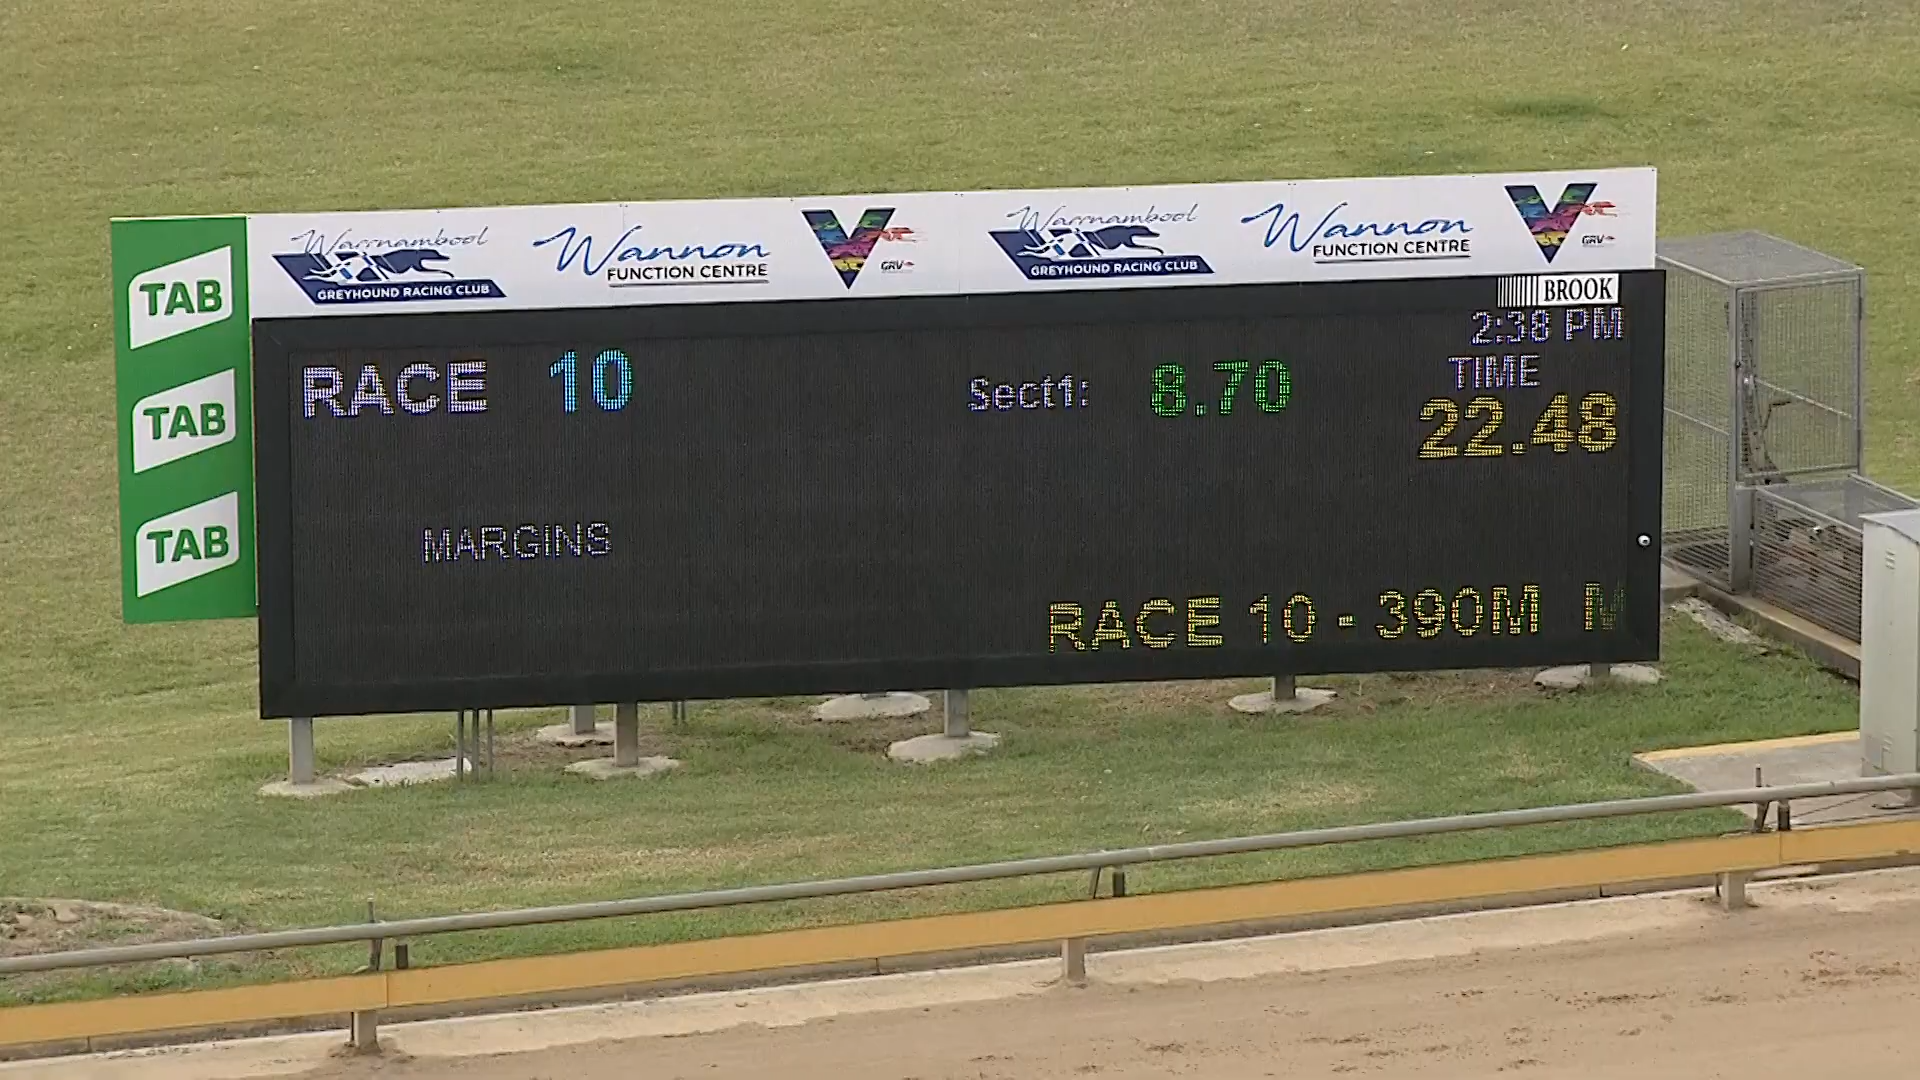 TAB
TAB
TAB
Warrnambool
GREYHOUND RACING CLUB
Wannon
FUNCTION CENTRE
V
GRV
Warrnambool
GREYHOUND RACING CLUB
Wannon
FUNCTION CENTRE
V
GRV
BROOK
2:38 PM
RACE 10
Sect1: 8.70
TIME
22.48
MARGINS
RACE 10 - 390M